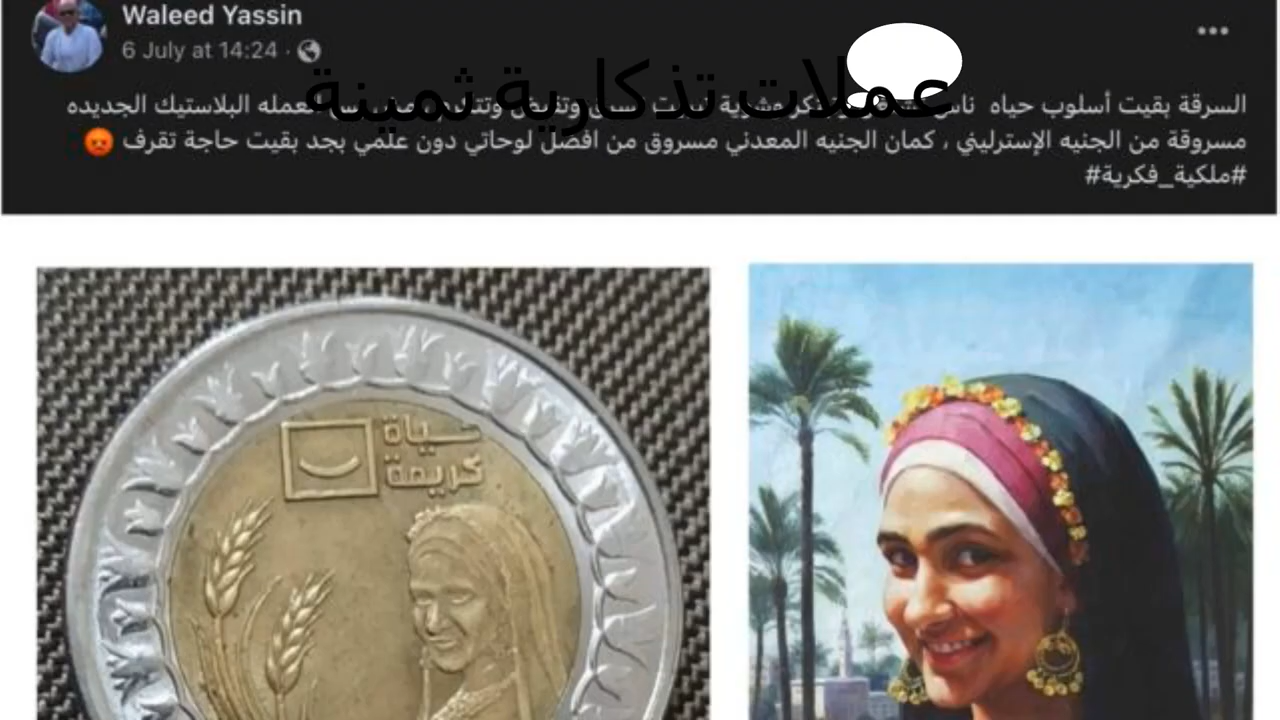 Waleed Yassin
6 July at 14:24
عملات تذكارية ثمينة
السرقة بقيت أسلوب حياه ناس العمله البلاستيك الجديده
مسروقة من الجنيه الإسترليني ، كمان الجنيه المعدني مسروق من افضل لوحاتي دون علمي بجد بقيت حاجة تقرف
#ملكية_فكرية#
حياة
كريمة